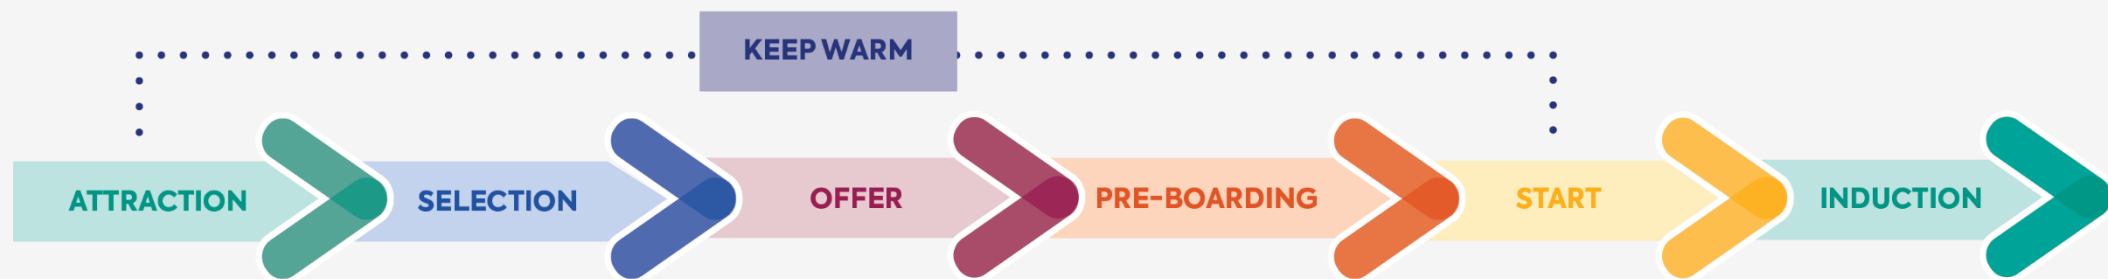 KEEP WARM
ATTRACTION
SELECTION
OFFER
PRE-BOARDING
START
INDUCTION